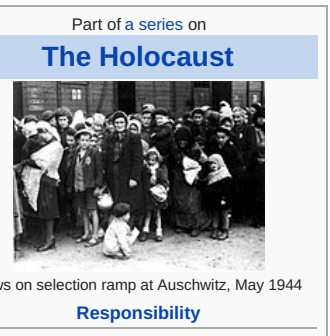 Part of a series on
The Holocaust
ws on selection ramp at Auschwitz, May 1944
Responsibility